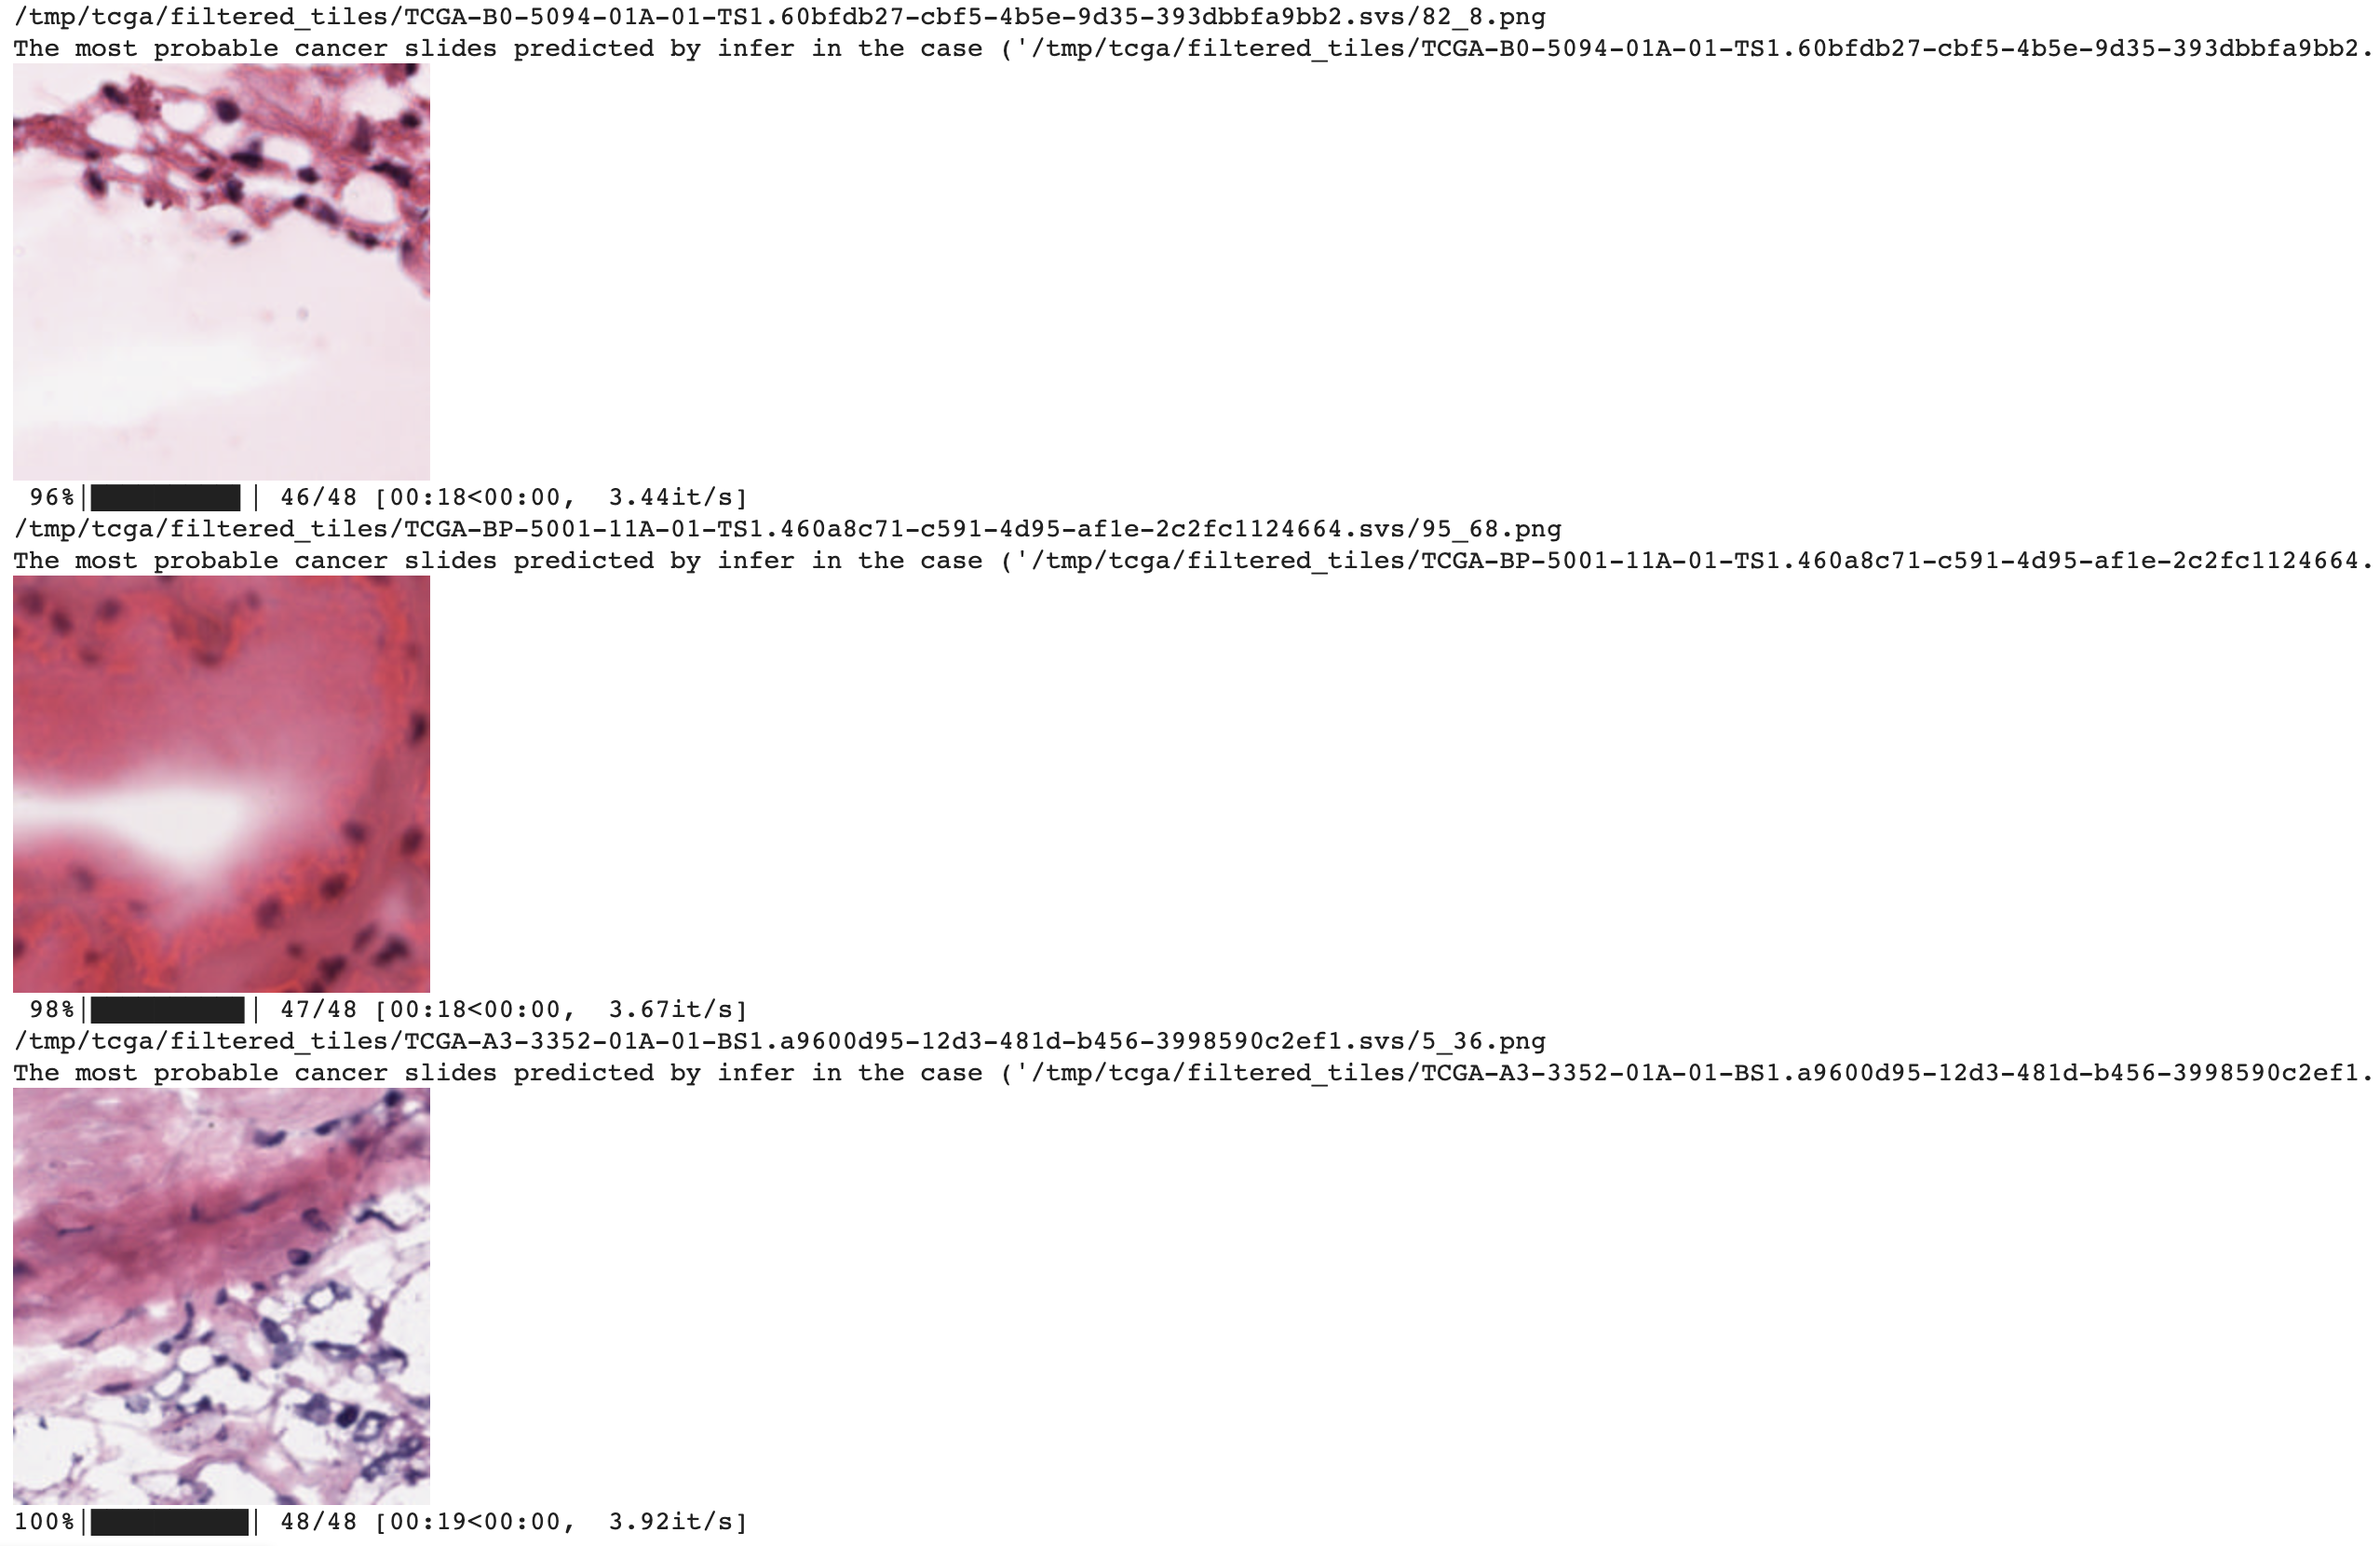 /tmp/tcga/filtered_tiles/TCGA-B0-5094-01A-01-TS1.60bfdb27-cbf5-4b5e-9d35-393dbbfa9bb2.svs/82_8.png
The most probable cancer slides predicted by infer in the case ('/tmp/tcga/filtered_tiles/TCGA-B0-5094-01A-01-TS1.60bfdb27-cbf5-4b5e-9d35-393dbbfa9bb2.
96%| | 46/48 [00:18<00:00, 3.44it/s]
/tmp/tcga/filtered_tiles/TCGA-BP-5001-11A-01-TS1.460a8c71-c591-4d95-af1e-2c2fc1124664.svs/95_68.png
The most probable cancer slides predicted by infer in the case ('/tmp/tcga/filtered_tiles/TCGA-BP-5001-11A-01-TS1.460a8c71-c591-4d95-af1e-2c2fc1124664.
98%| | 47/48 [00:18<00:00, 3.67it/s]
/tmp/tcga/filtered_tiles/TCGA-A3-3352-01A-01-BS1.a9600d95-12d3-481d-b456-3998590c2ef1.svs/5_36.png
The most probable cancer slides predicted by infer in the case ('/tmp/tcga/filtered_tiles/TCGA-A3-3352-01A-01-BS1.a9600d95-12d3-481d-b456-3998590c2ef1.
100%| | 48/48 [00:19<00:00, 3.92it/s]